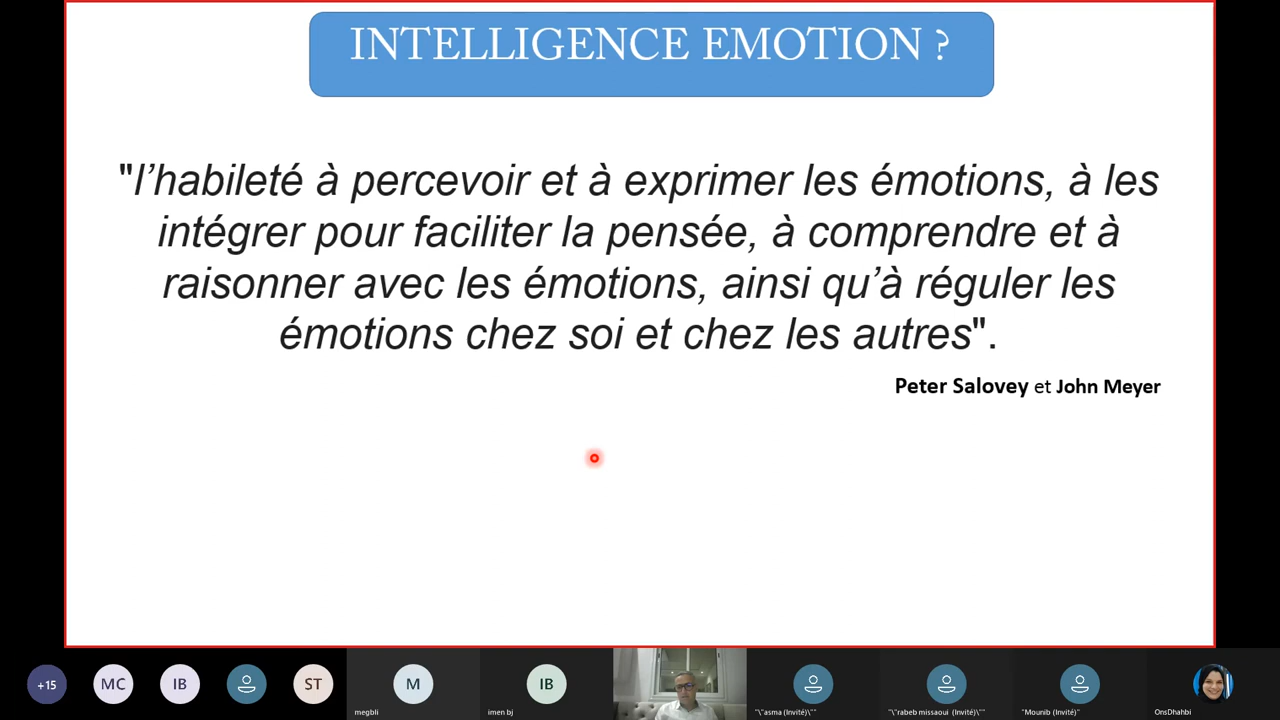 INTELLIGENCE EMOTION ?
"l’habileté à percevoir et à exprimer les émotions, à les
intégrer pour faciliter la pensée, à comprendre et à
raisonner avec les émotions, ainsi qu’à réguler les
émotions chez soi et chez les autres".
Peter Salovey et John Meyer
+15
MC
IB
ST
M
megbli
IB
imen bj
"\"asma (Invité)\""
"\"rabeb missaoui (Invité)\""
"Mounib (Invité)"
OnsDhahbi